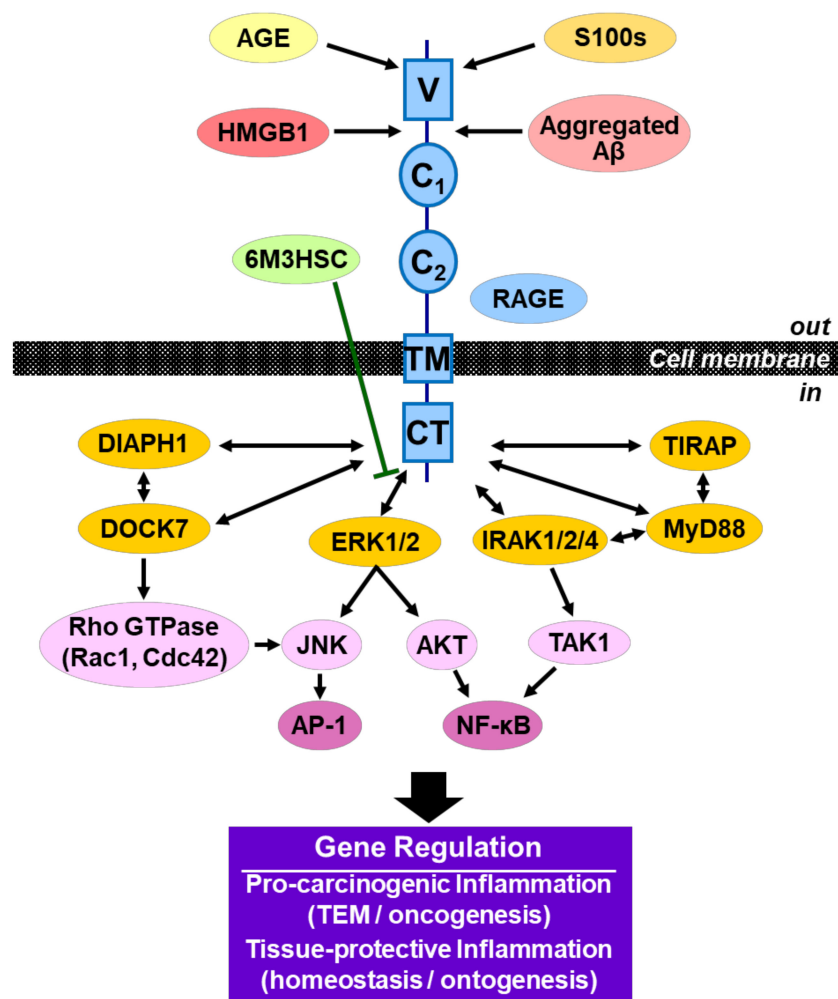 AGE
S100s
V
HMGB1
Aggregated
Aβ
C1
6M3HSC
C2
RAGE
out
TM
Cell membrane
in
CT
DIAPH1
TIRAP
DOCK7
ERK1/2
IRAK1/2/4
MyD88
Rho GTPase
(Rac1, Cdc42)
JNK
AKT
TAK1
AP-1
NF-κB
Gene Regulation
Pro-carcinogenic Inflammation
(TEM / oncogenesis)
Tissue-protective Inflammation
(homeostasis / ontogenesis)